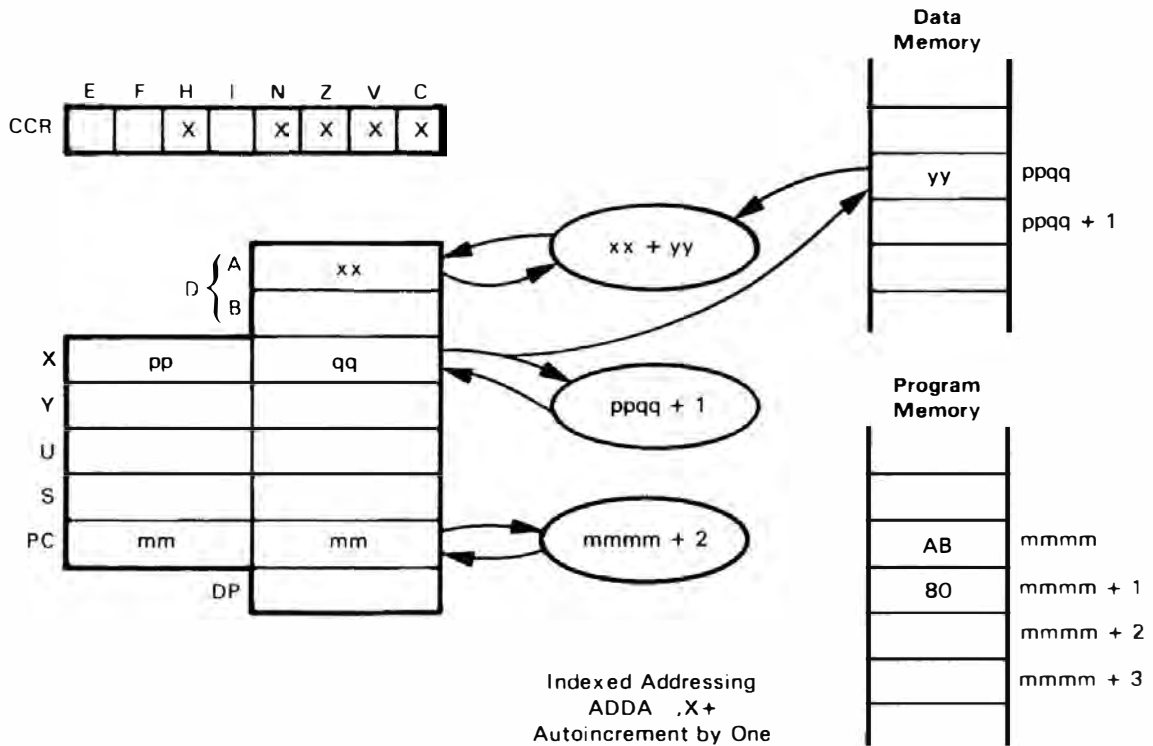 Data
Memory
E F H I N Z V C
CCR X X X X X
yy ppqq
ppqq + 1
xx + yy
D { A xx
B
X pp qq
ppqq + 1
Y
U
S
PC mm mm
mmmm + 2
DP
Program
Memory
AB mmmm
80 mmmm + 1
mmmm + 2
mmmm + 3
Indexed Addressing
ADDA ,X+
Autoincrement by One